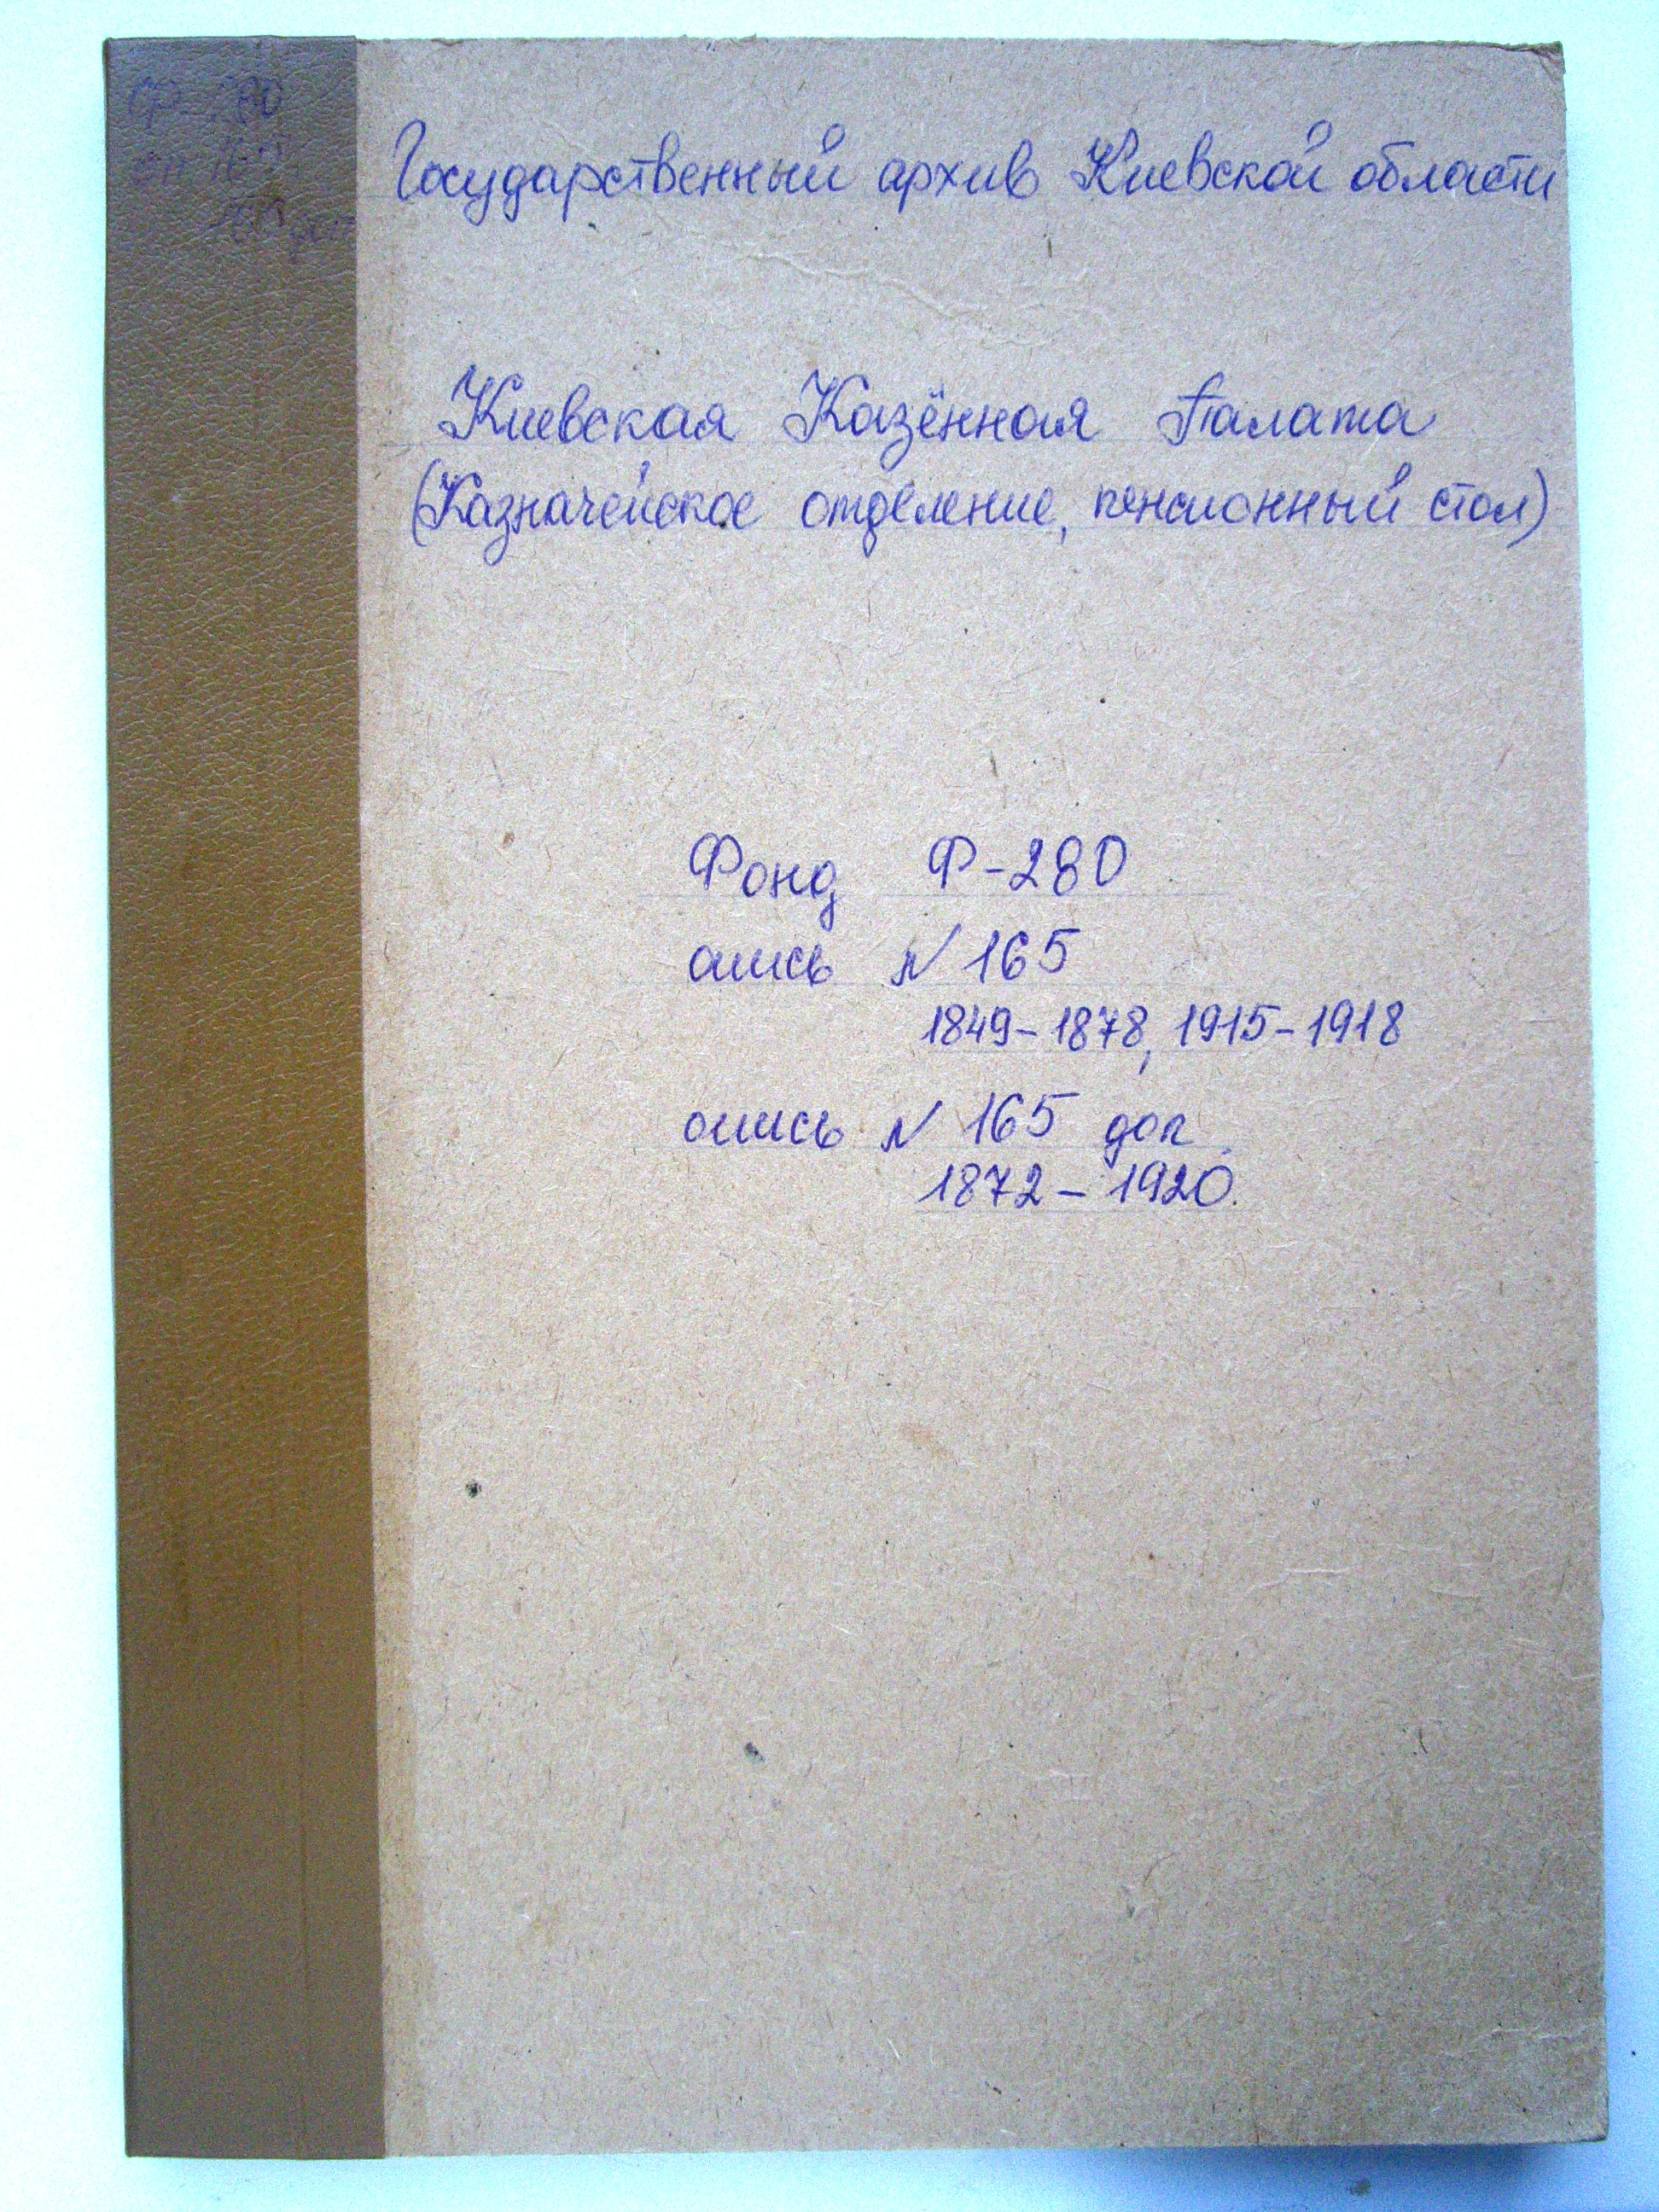 Государственный архив Киевской области
Киевская Казённая Палата
(Казначейское отделение, пенсионный стол)
Фонд Ф-280
опись № 165
1849-1878, 1915-1918
опись № 165 доп
1872-1920.